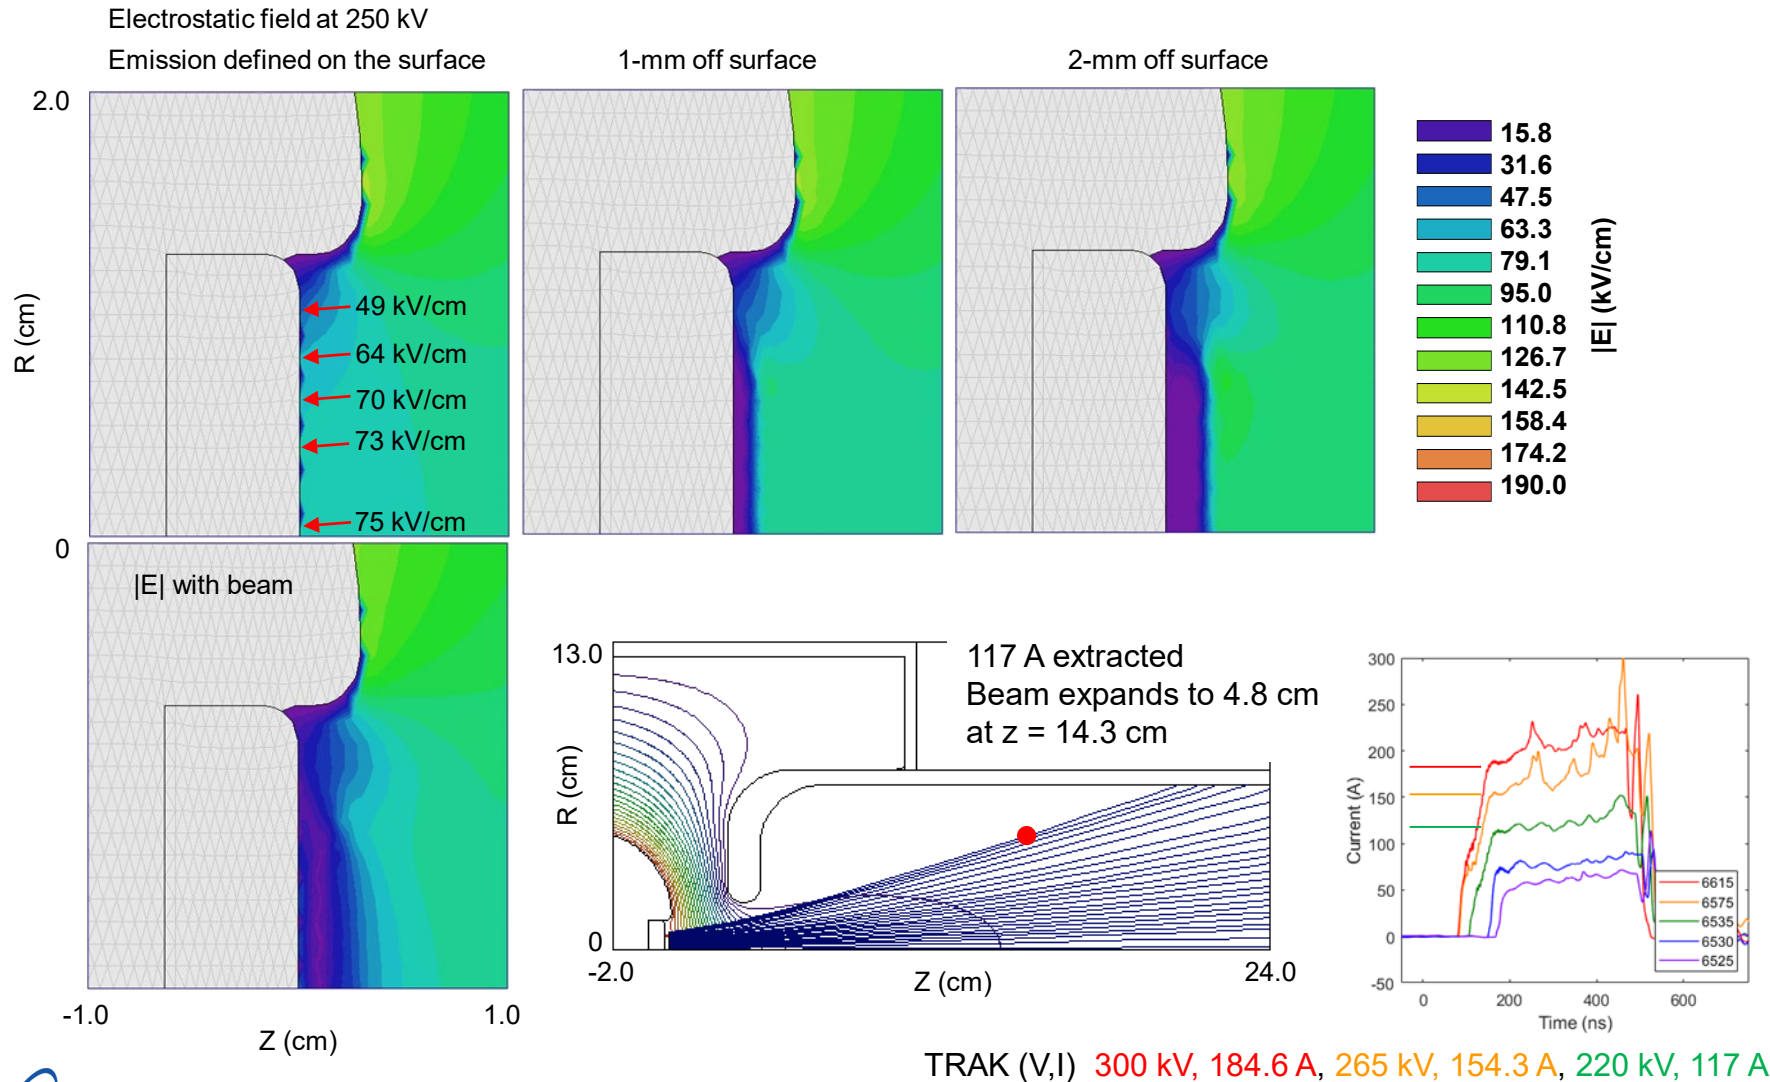 Electrostatic field at 250 kV
Emission defined on the surface
1-mm off surface
2-mm off surface
2.0
R (cm)
0
49 kV/cm
64 kV/cm
70 kV/cm
73 kV/cm
75 kV/cm
15.8
31.6
47.5
63.3
79.1
95.0
110.8
126.7
142.5
158.4
174.2
190.0
|E| (kV/cm)
|E| with beam
-1.0
1.0
Z (cm)
13.0
R (cm)
0
-2.0
Z (cm)
24.0
117 A extracted
Beam expands to 4.8 cm
at z = 14.3 cm
300
250
200
150
100
50
0
-50
Current (A)
0
200
400
600
Time (ns)
6615
6575
6535
6530
6525
TRAK (V,I) 300 kV, 184.6 A, 265 kV, 154.3 A, 220 kV, 117 A